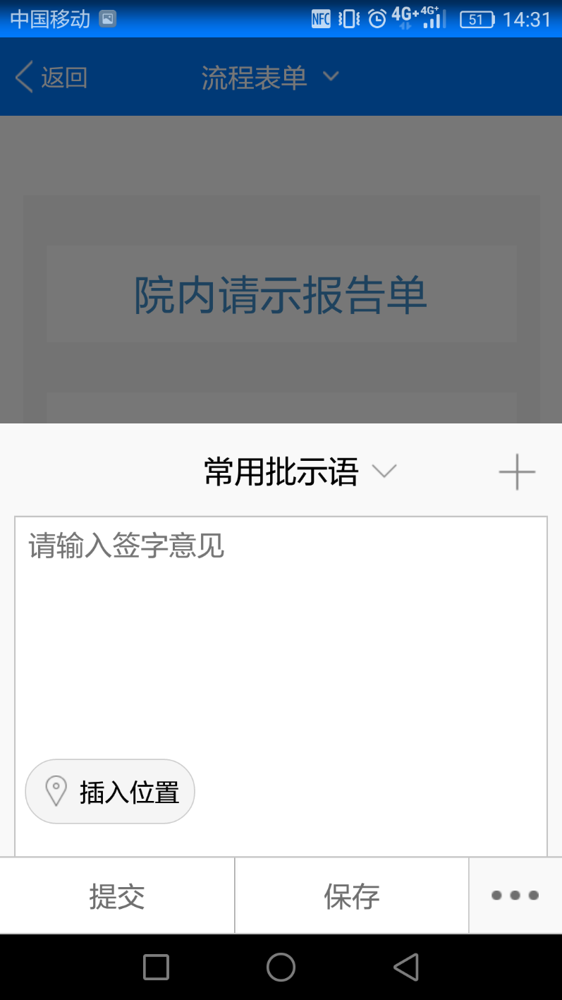 中国移动 NFC 4G+ 4G+ 51 14:31
返回 流程表单
院内请示报告单
常用批示语
请输入签字意见
插入位置
提交 保存